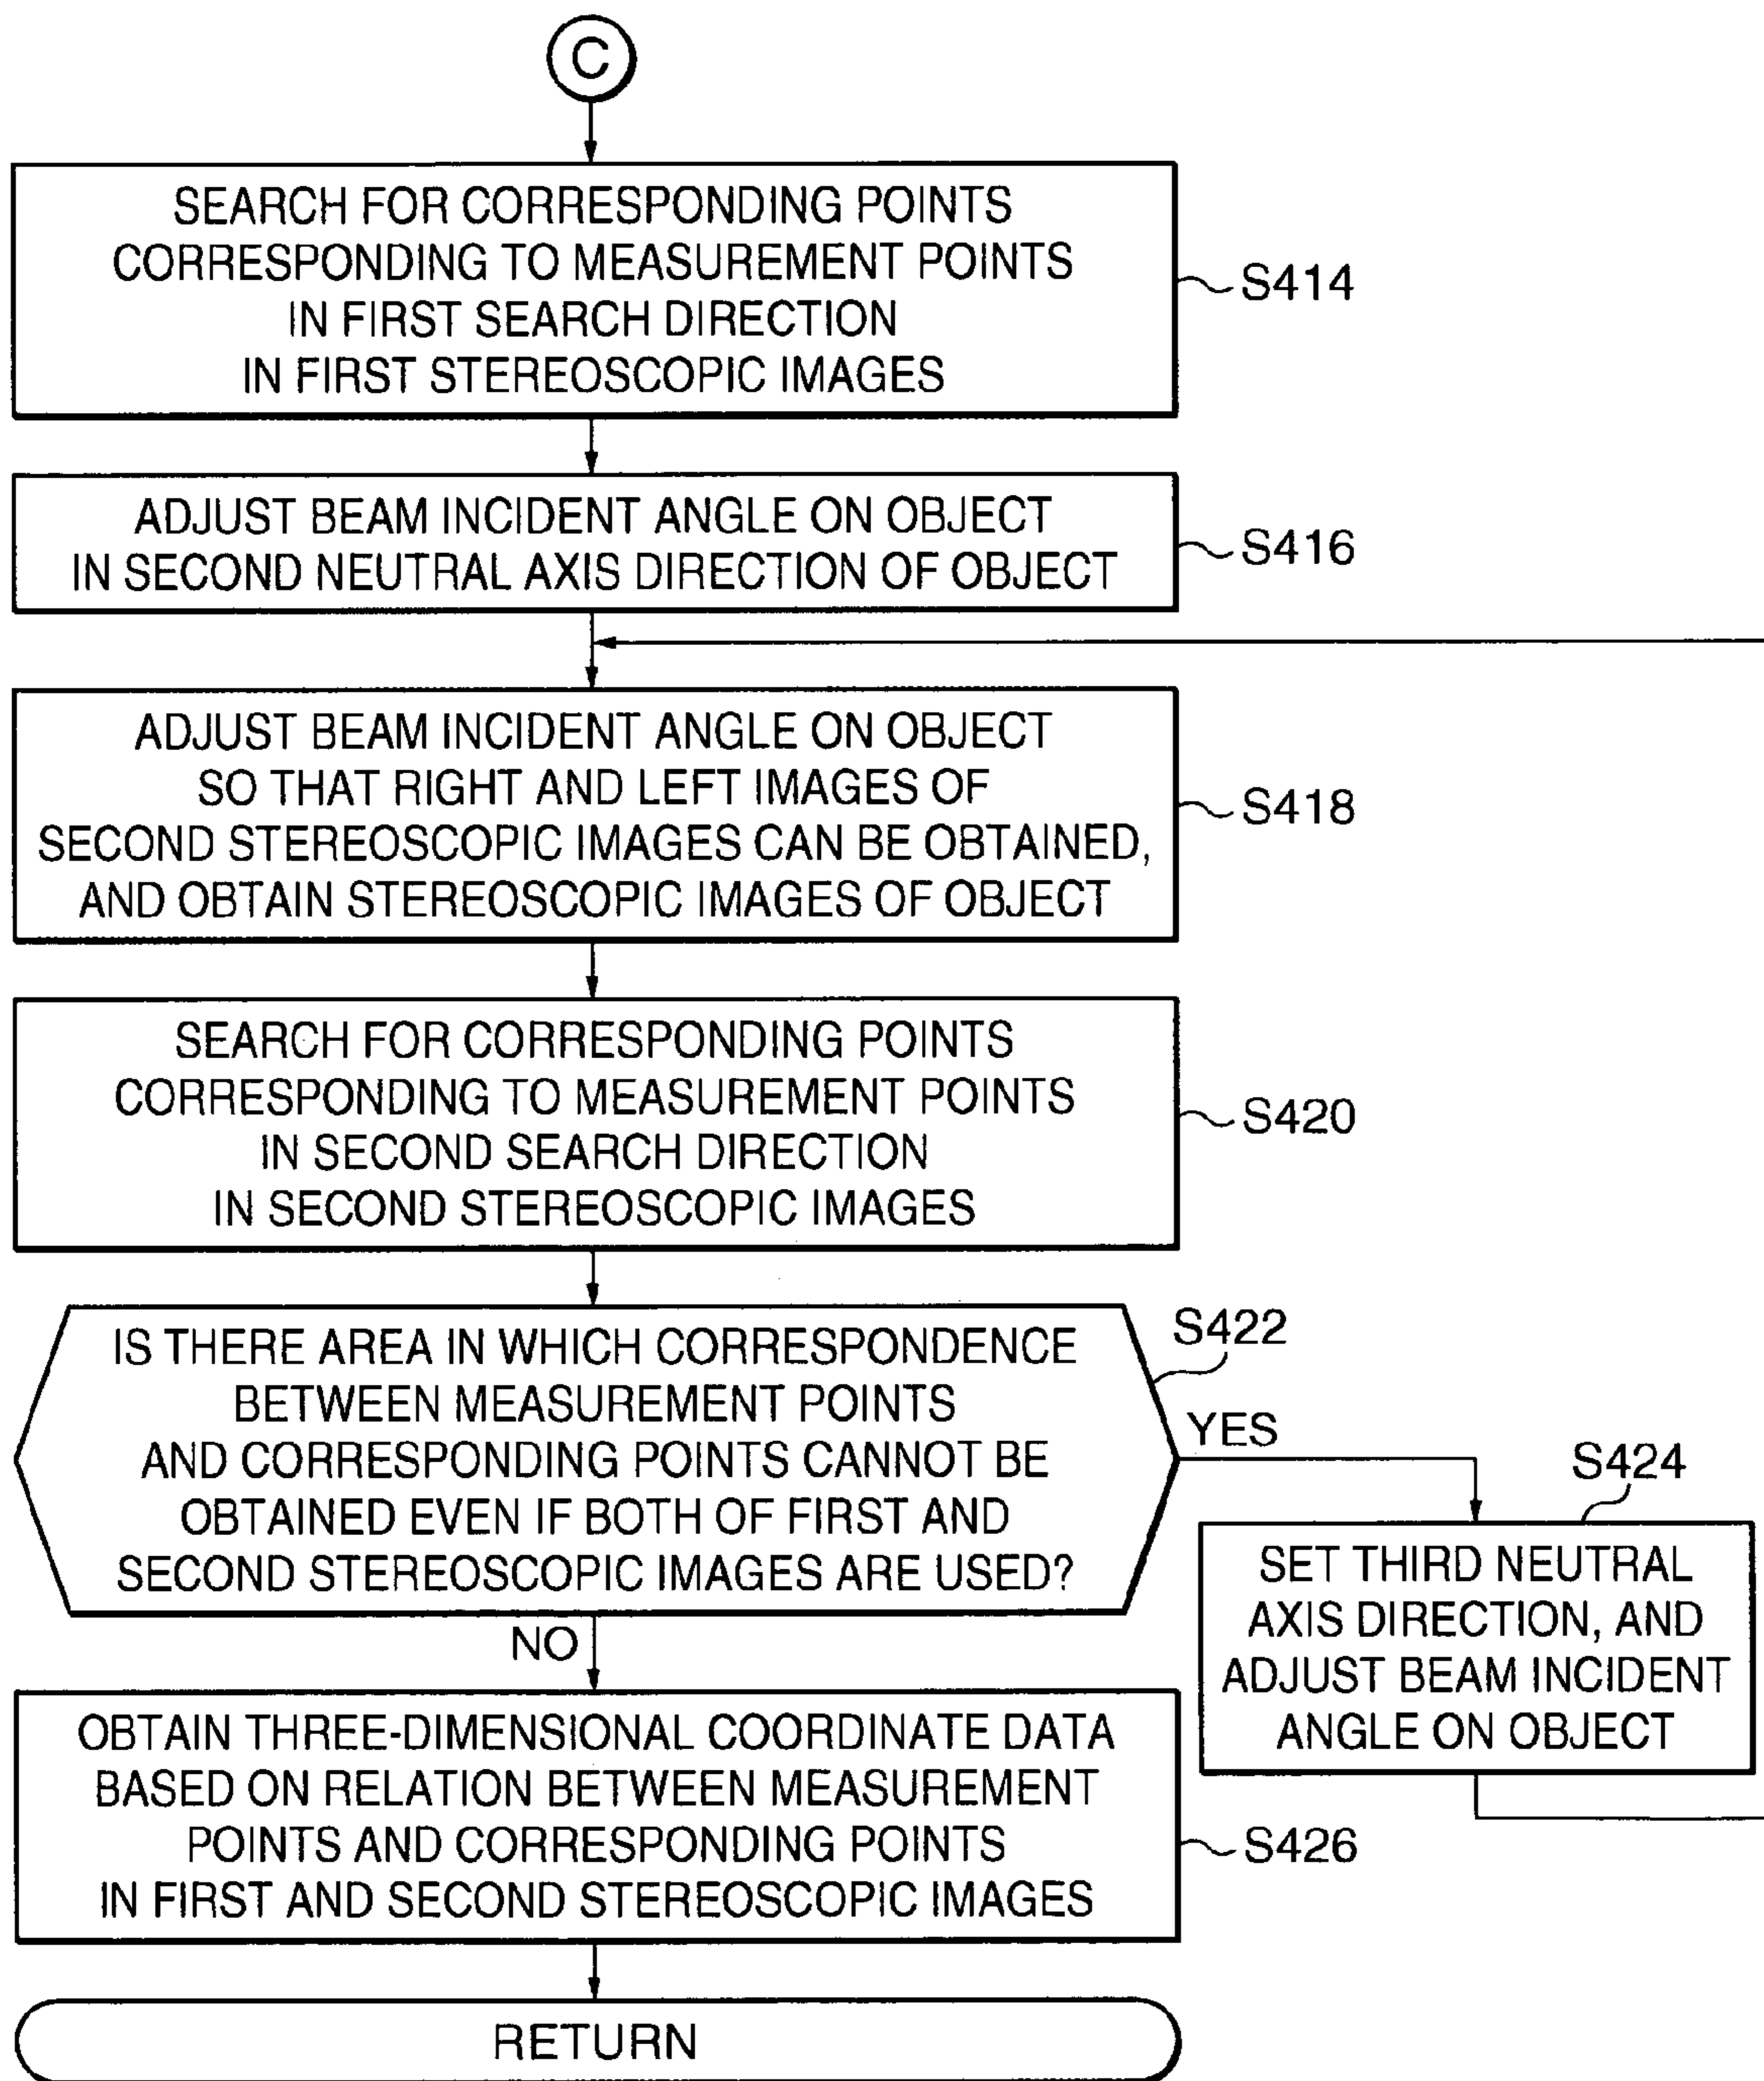 C
SEARCH FOR CORRESPONDING POINTS
CORRESPONDING TO MEASUREMENT POINTS
IN FIRST SEARCH DIRECTION
IN FIRST STEREOSCOPIC IMAGES
S414
ADJUST BEAM INCIDENT ANGLE ON OBJECT
IN SECOND NEUTRAL AXIS DIRECTION OF OBJECT
S416
ADJUST BEAM INCIDENT ANGLE ON OBJECT
SO THAT RIGHT AND LEFT IMAGES OF
SECOND STEREOSCOPIC IMAGES CAN BE OBTAINED,
AND OBTAIN STEREOSCOPIC IMAGES OF OBJECT
S418
SEARCH FOR CORRESPONDING POINTS
CORRESPONDING TO MEASUREMENT POINTS
IN SECOND SEARCH DIRECTION
IN SECOND STEREOSCOPIC IMAGES
S420
IS THERE AREA IN WHICH CORRESPONDENCE
BETWEEN MEASUREMENT POINTS
AND CORRESPONDING POINTS CANNOT BE
OBTAINED EVEN IF BOTH OF FIRST AND
SECOND STEREOSCOPIC IMAGES ARE USED?
S422
YES
S424
SET THIRD NEUTRAL
AXIS DIRECTION, AND
ADJUST BEAM INCIDENT
ANGLE ON OBJECT
NO
OBTAIN THREE-DIMENSIONAL COORDINATE DATA
BASED ON RELATION BETWEEN MEASUREMENT
POINTS AND CORRESPONDING POINTS
IN FIRST AND SECOND STEREOSCOPIC IMAGES
S426
RETURN